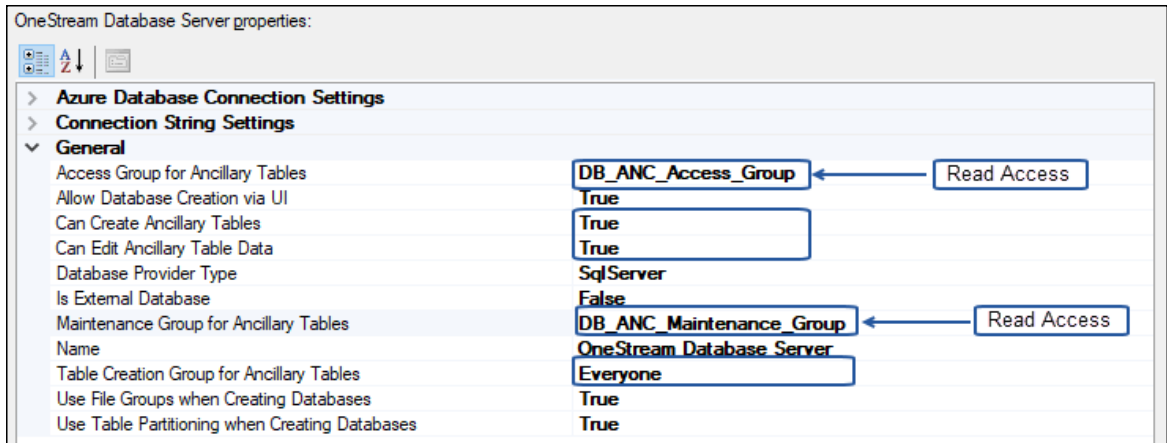 OneStream Database Server properties:
A
Z
Azure Database Connection Settings
Connection String Settings
General
Access Group for Ancillary Tables DB_ANC_Access_Group Read Access
Allow Database Creation via UI True
Can Create Ancillary Tables True
Can Edit Ancillary Table Data True
Database Provider Type SqlServer
Is External Database False
Maintenance Group for Ancillary Tables DB_ANC_Maintenance_Group Read Access
Name OneStream Database Server
Table Creation Group for Ancillary Tables Everyone
Use File Groups when Creating Databases True
Use Table Partitioning when Creating Databases True